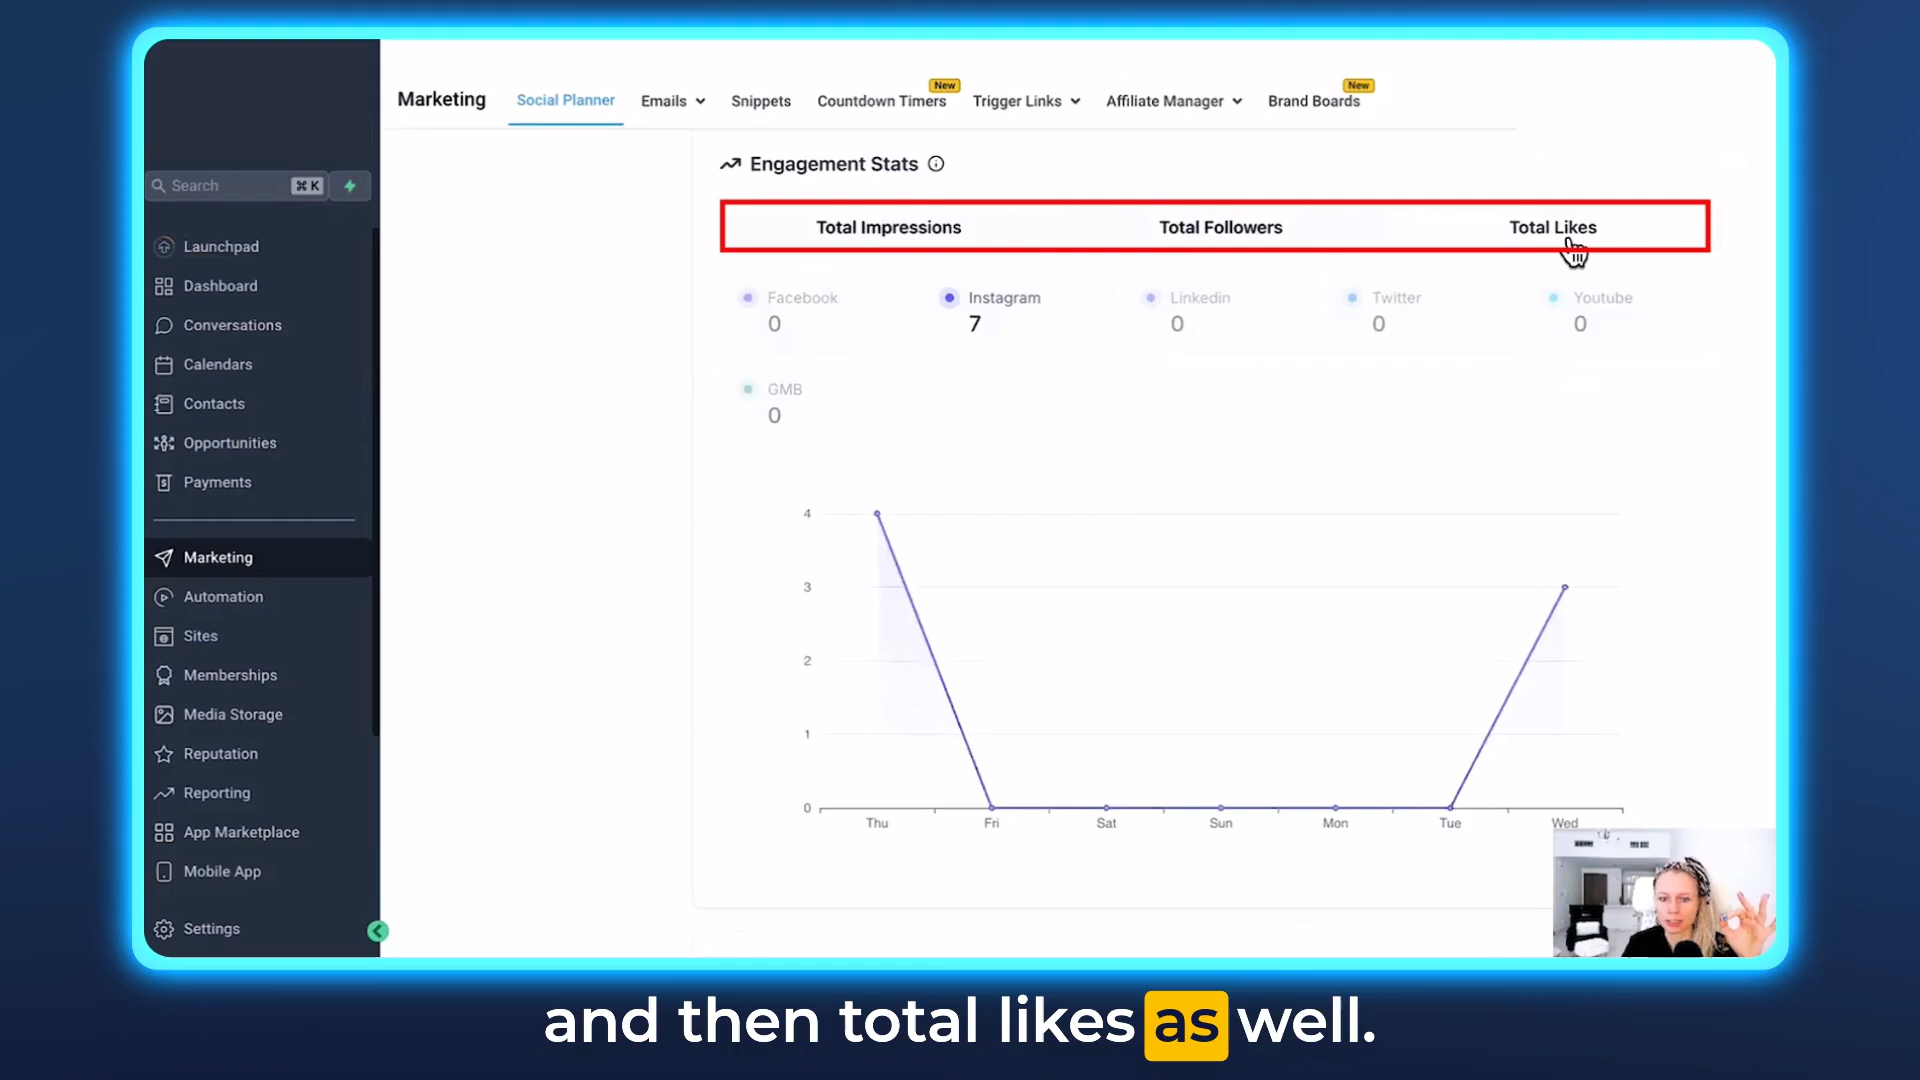 Marketing
Social Planner
Emails
Snippets
Countdown Timers
New
Trigger Links
Affiliate Manager
Brand Boards
New
Search
⌘ K
Launchpad
Dashboard
Conversations
Calendars
Contacts
Opportunities
Payments
Marketing
Automation
Sites
Memberships
Media Storage
Reputation
Reporting
App Marketplace
Mobile App
Settings
Engagement Stats
Total Impressions
Total Followers
Total Likes
Facebook
0
Instagram
7
Linkedin
0
Twitter
0
Youtube
0
GMB
0
4
3
2
1
0
Thu Fri Sat Sun Mon Tue Wed
and then total likes as well.